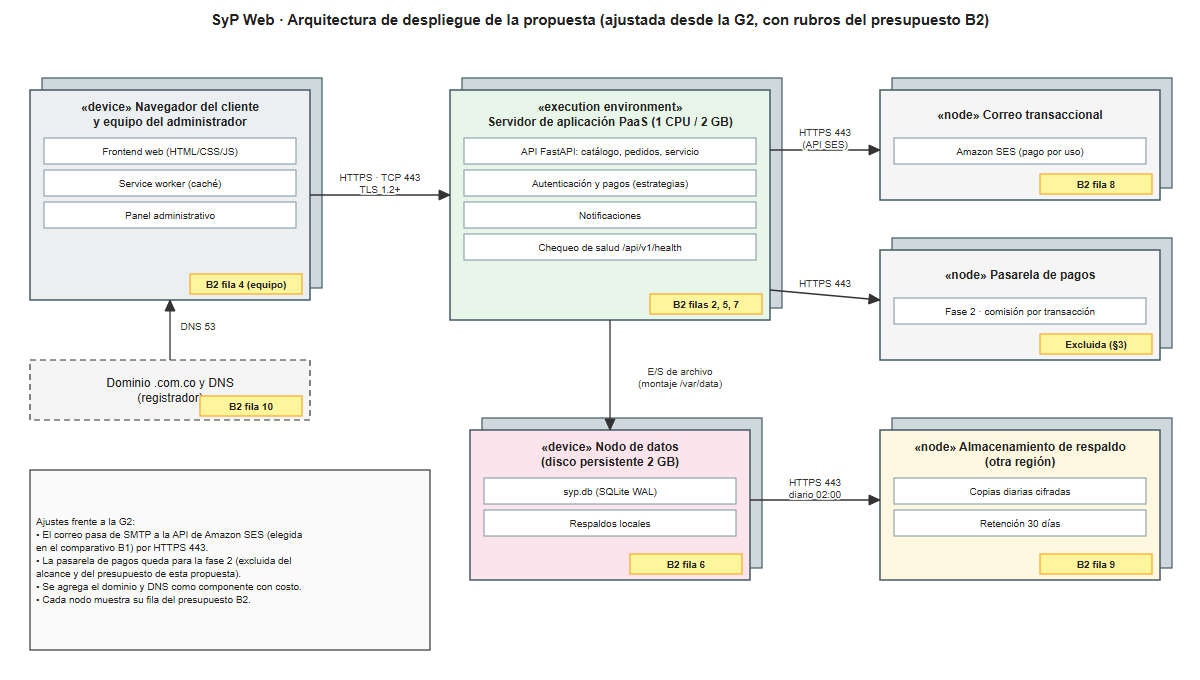 SyP Web · Arquitectura de despliegue de la propuesta (ajustada desde la G2, con rubros del presupuesto B2)
«device» Navegador del cliente
y equipo del administrador
Frontend web (HTML/CSS/JS)
Service worker (caché)
Panel administrativo
B2 fila 4 (equipo)
HTTPS · TCP 443
TLS 1.2+
«execution environment»
Servidor de aplicación PaaS (1 CPU / 2 GB)
API FastAPI: catálogo, pedidos, servicio
Autenticación y pagos (estrategias)
Notificaciones
Chequeo de salud /api/v1/health
B2 filas 2, 5, 7
HTTPS 443
(API SES)
«node» Correo transaccional
Amazon SES (pago por uso)
B2 fila 8
HTTPS 443
«node» Pasarela de pagos
Fase 2 · comisión por transacción
Excluida (§3)
DNS 53
Dominio .com.co y DNS
(registrador)
B2 fila 10
E/S de archivo
(montaje /var/data)
«device» Nodo de datos
(disco persistente 2 GB)
syp.db (SQLite WAL)
Respaldos locales
B2 fila 6
HTTPS 443
diario 02:00
«node» Almacenamiento de respaldo
(otra región)
Copias diarias cifradas
Retención 30 días
B2 fila 9
Ajustes frente a la G2:
• El correo pasa de SMTP a la API de Amazon SES (elegida
en el comparativo B1) por HTTPS 443.
• La pasarela de pagos queda para la fase 2 (excluida del
alcance y del presupuesto de esta propuesta).
• Se agrega el dominio y DNS como componente con costo.
• Cada nodo muestra su fila del presupuesto B2.